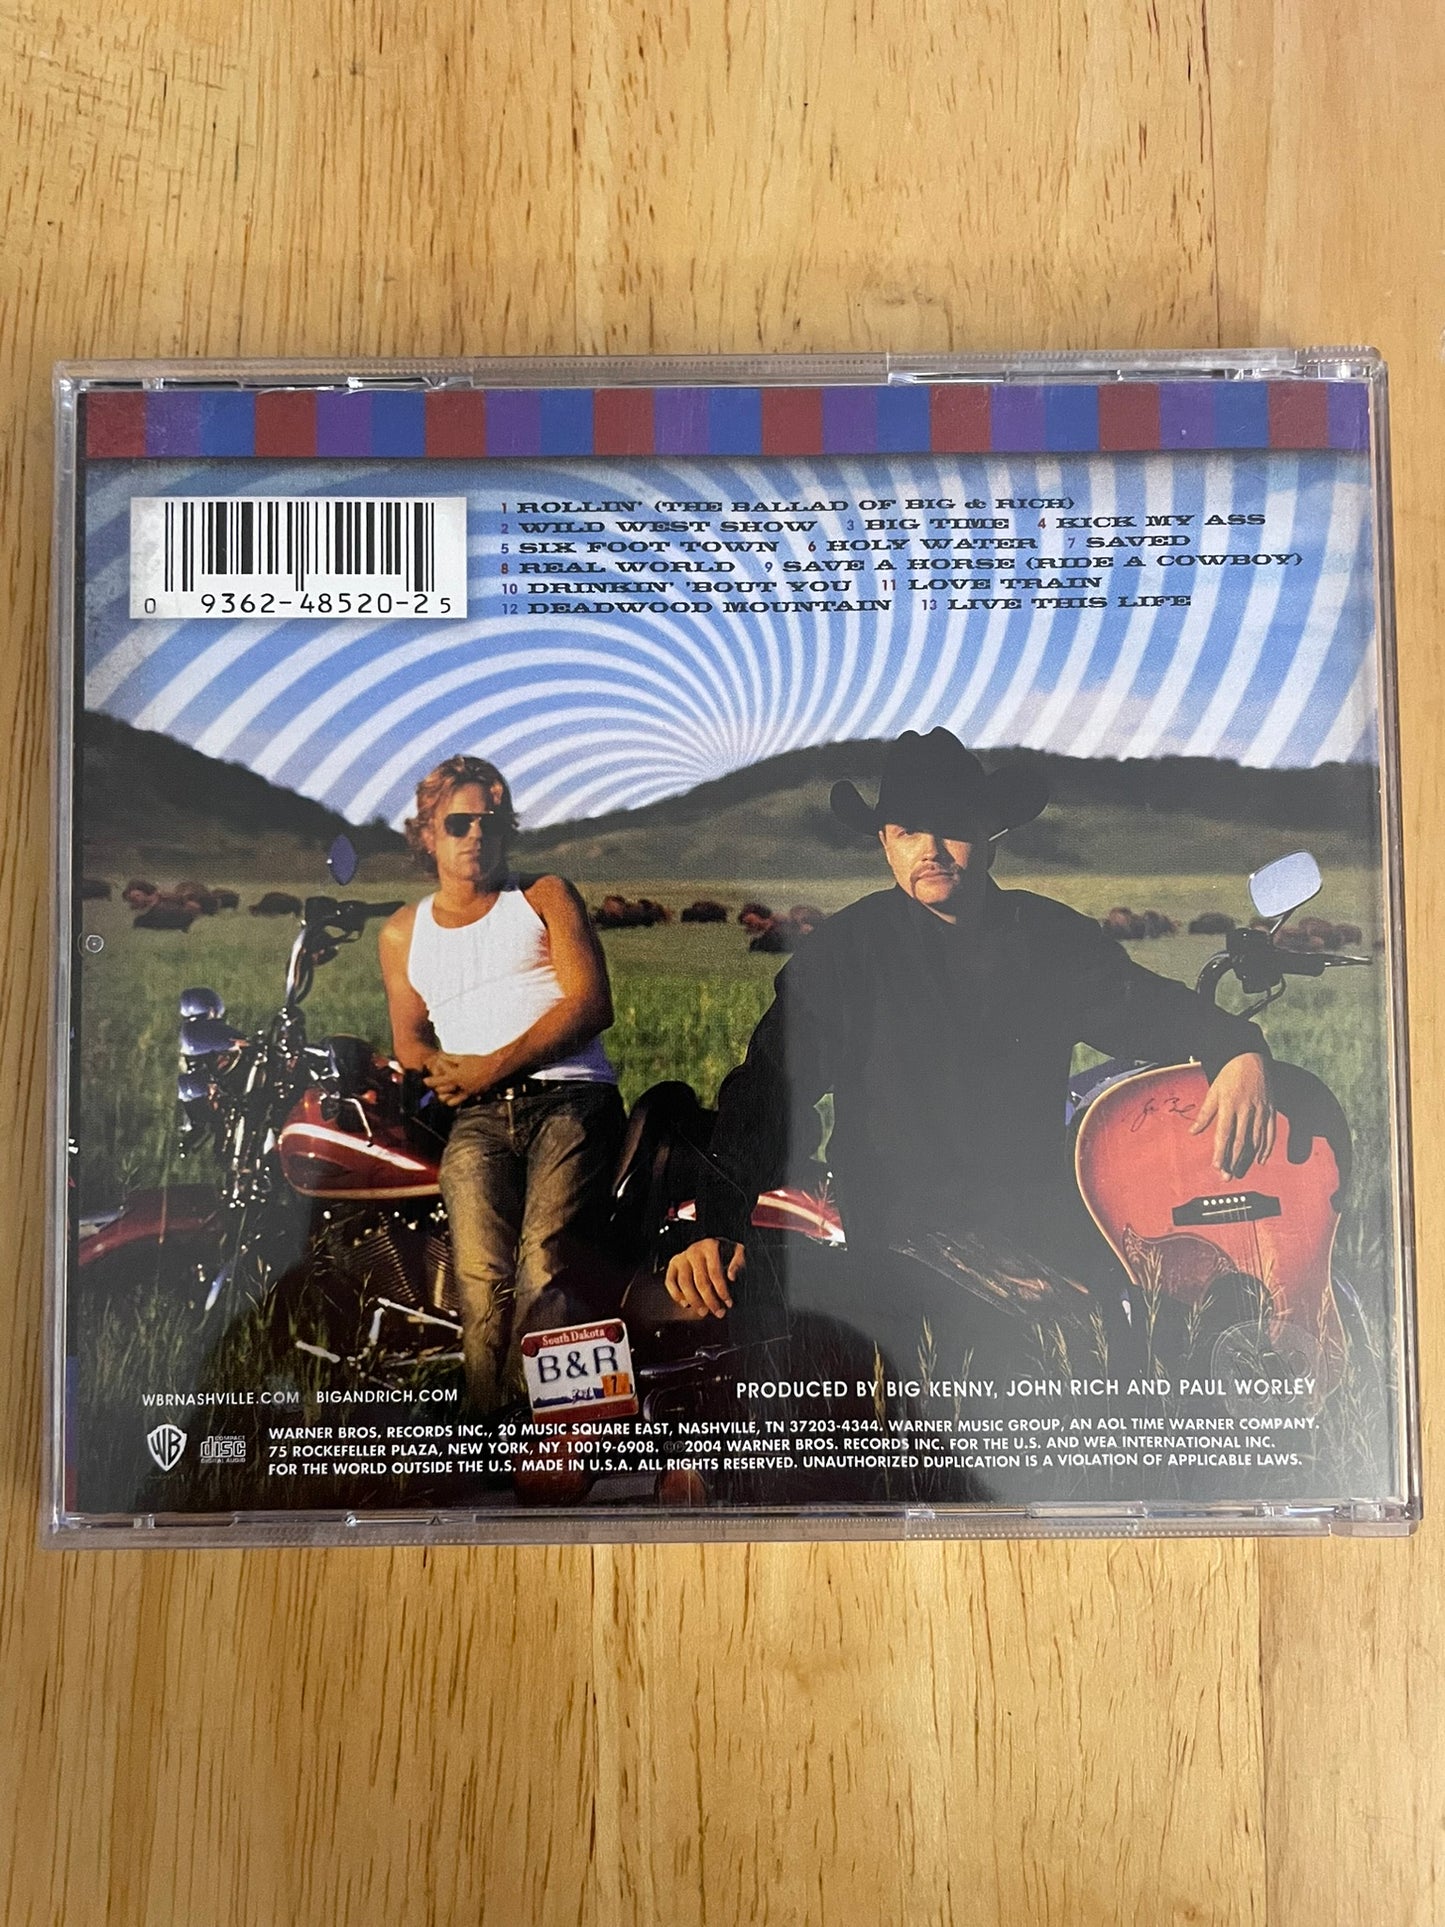 1 ROLLIN' (THE BALLAD OF BIG & RICH)
2 WILD WEST SHOW 3 BIG TIME 4 KICK MY ASS
5 SIX FOOT TOWN 6 HOLY WATER 7 SAVED
8 REAL WORLD 9 SAVE A HORSE (RIDE A COWBOY)
10 DRINKIN' 'BOUT YOU 11 LOVE TRAIN
12 DEADWOOD MOUNTAIN 13 LIVE THIS LIFE
0 9362-48520-2 5
South Dakota
B&R
7
WBRNASHVILLE.COM BIGANDRICH.COM
PRODUCED BY BIG KENNY, JOHN RICH AND PAUL WORLEY
WB
COMPACT
disc
DIGITAL AUDIO
WARNER BROS. RECORDS INC., 20 MUSIC SQUARE EAST, NASHVILLE, TN 37203-4344. WARNER MUSIC GROUP, AN AOL TIME WARNER COMPANY.
75 ROCKEFELLER PLAZA, NEW YORK, NY 10019-6908. ℗©2004 WARNER BROS. RECORDS INC. FOR THE U.S. AND WEA INTERNATIONAL INC.
FOR THE WORLD OUTSIDE THE U.S. MADE IN U.S.A. ALL RIGHTS RESERVED. UNAUTHORIZED DUPLICATION IS A VIOLATION OF APPLICABLE LAWS.